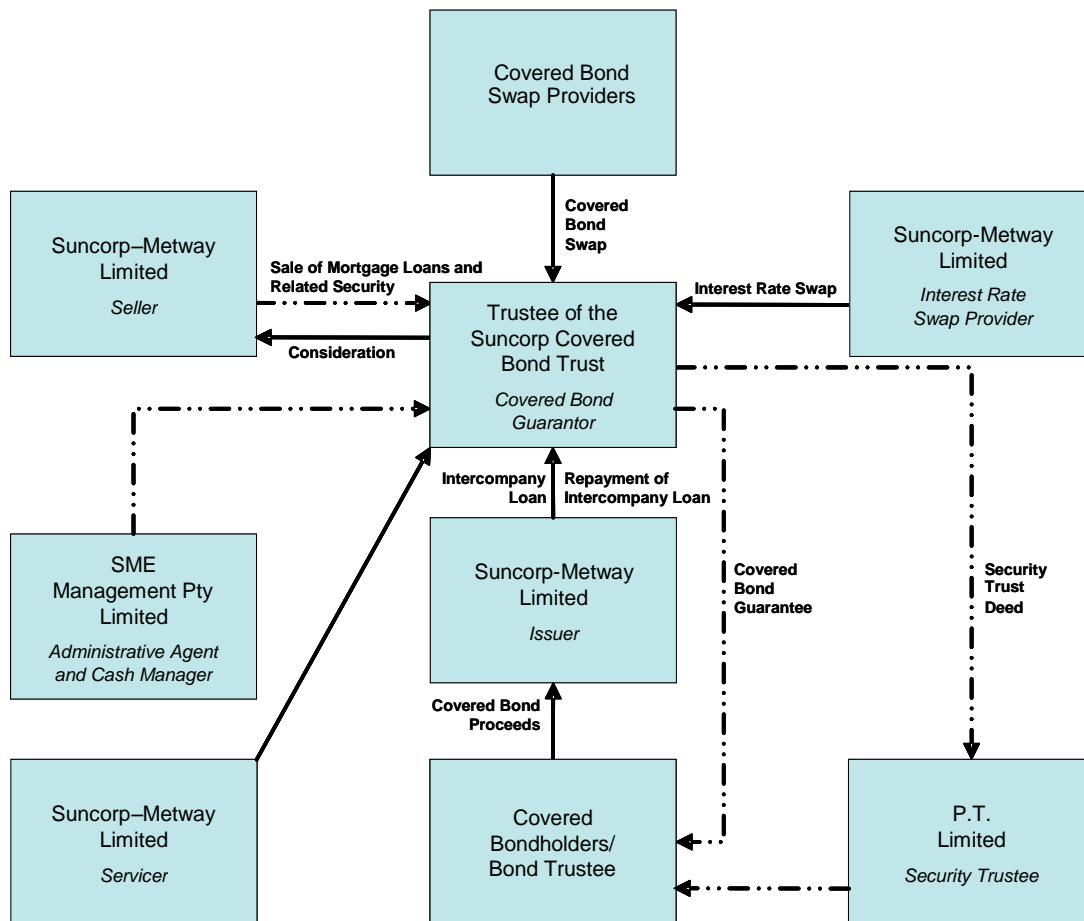 Covered Bond
Swap Providers
Covered
Bond
Swap
Suncorp–Metway
Limited
Seller
Sale of Mortgage Loans and
Related Security
Consideration
Suncorp-Metway
Limited
Interest Rate
Swap Provider
Interest Rate Swap
Trustee of the
Suncorp Covered
Bond Trust
Covered Bond
Guarantor
Intercompany
Loan
Repayment of
Intercompany Loan
SME
Management Pty
Limited
Administrative Agent
and Cash Manager
Suncorp-Metway
Limited
Issuer
Covered
Bond
Guarantee
Security
Trust
Deed
Covered Bond
Proceeds
Suncorp–Metway
Limited
Servicer
Covered
Bondholders/
Bond Trustee
P.T.
Limited
Security Trustee